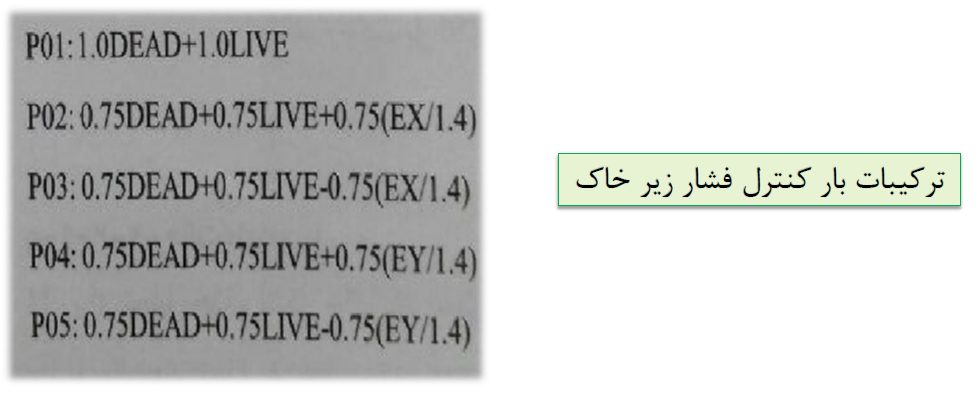 P01: 1.0DEAD+1.0LIVE
P02: 0.75DEAD+0.75LIVE+0.75(EX/1.4)
P03: 0.75DEAD+0.75LIVE-0.75(EX/1.4)
P04: 0.75DEAD+0.75LIVE+0.75(EY/1.4)
P05: 0.75DEAD+0.75LIVE-0.75(EY/1.4)
ترکیبات بار کنترل فشار زیر خاک